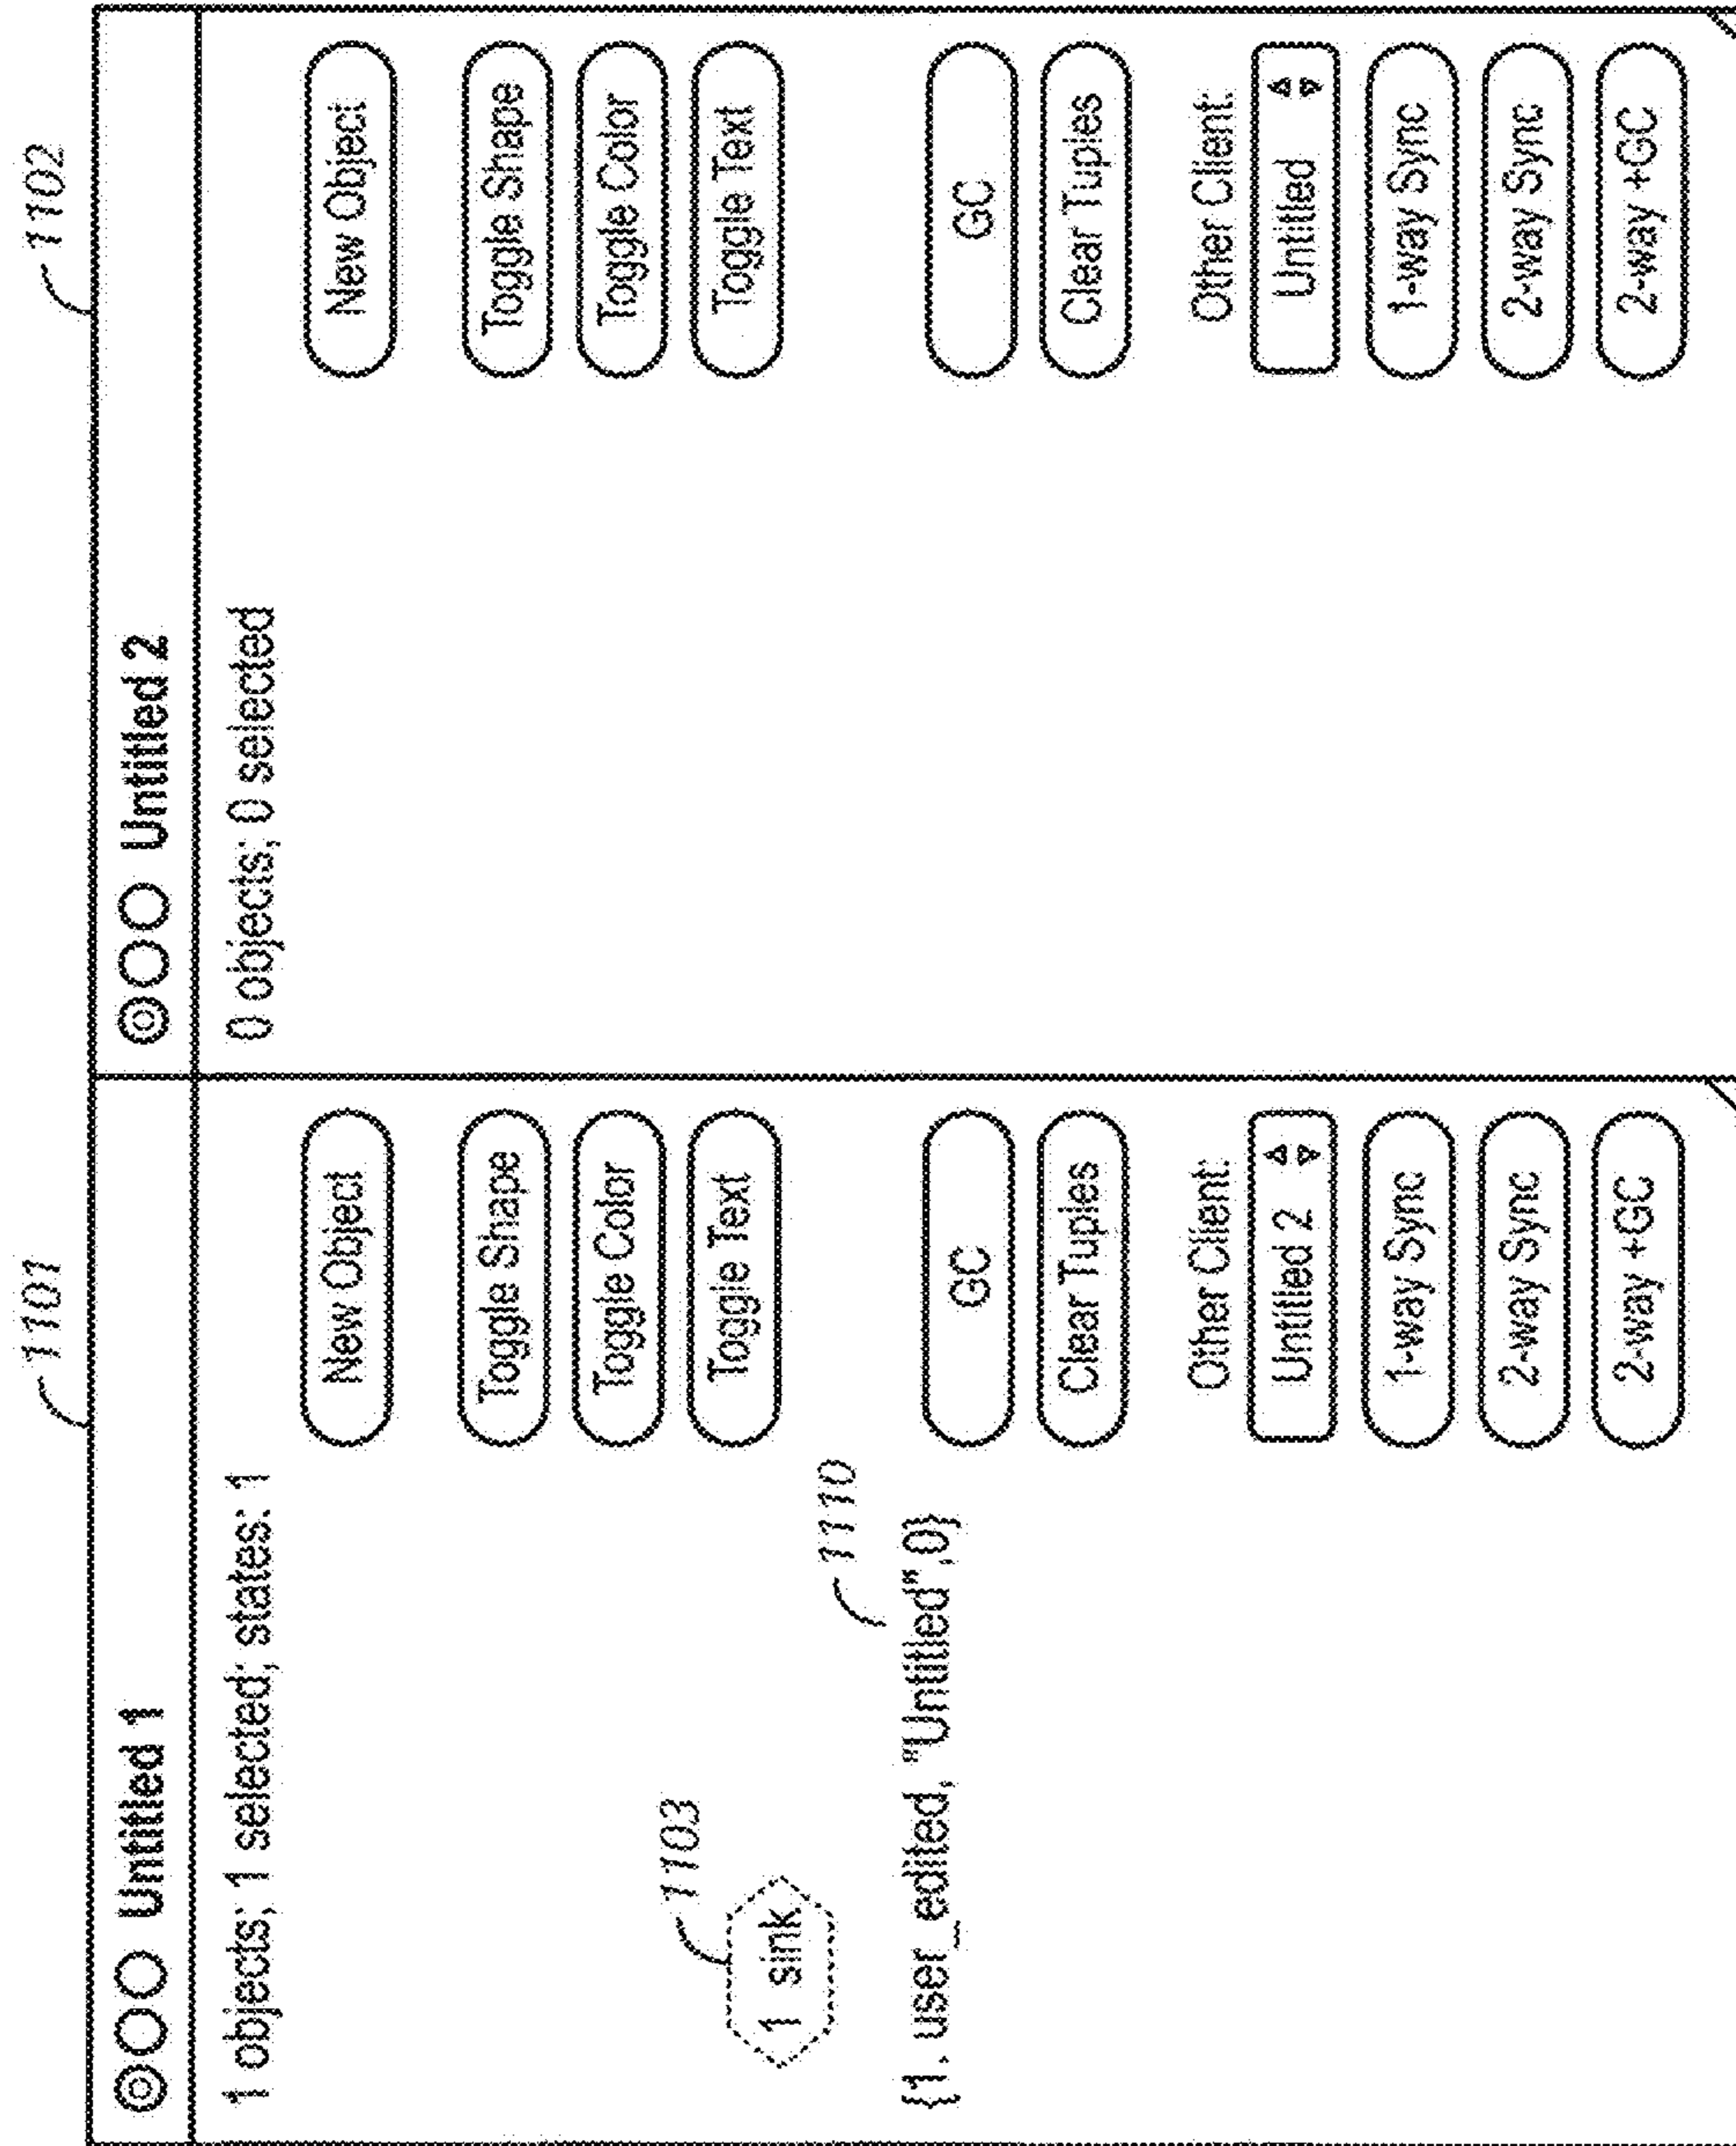 1101
Untitled 1
1 objects; 1 selected; states: 1
New Object
Toggle Shape
1103
Toggle Color
1 sink
Toggle Text
1110
{1. user_edited, "Untitled",0}
GC
Clear Tuples
Other Client:
Untitled 2
1-way Sync
2-way Sync
2-way +GC
1102
Untitled 2
0 objects; 0 selected
New Object
Toggle Shape
Toggle Color
Toggle Text
GC
Clear Tuples
Other Client:
Untitled
1-way Sync
2-way Sync
2-way +GC